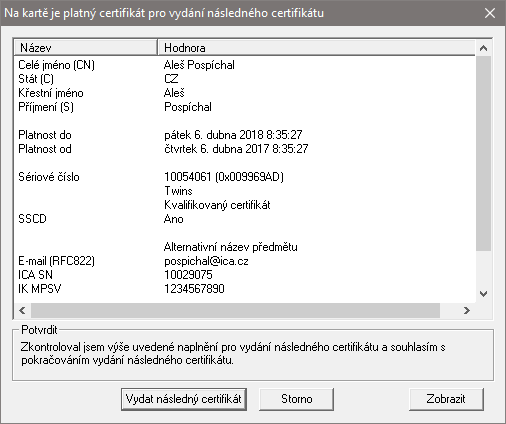 Na kartě je platný certifikát pro vydání následného certifikátu
Název Hodnora
Celé jméno (CN) Aleš Pospíchal
Stát (C) CZ
Křestní jméno Aleš
Příjmení (S) Pospíchal
Platnost do pátek 6. dubna 2018 8:35:27
Platnost od čtvrtek 6. dubna 2017 8:35:27
Sériové číslo 10054061 (0x009969AD)
Twins
Kvalifikovaný certifikát
SSCD Ano
Alternativní název předmětu
E-mail (RFC822) pospichal@ica.cz
ICA SN 10029075
IK MPSV 1234567890
Potvrdit
Zkontroloval jsem výše uvedené naplnění pro vydání následného certifikátu a souhlasím s
pokračováním vydání následného certifikátu.
Vydat následný certifikát Storno Zobrazit